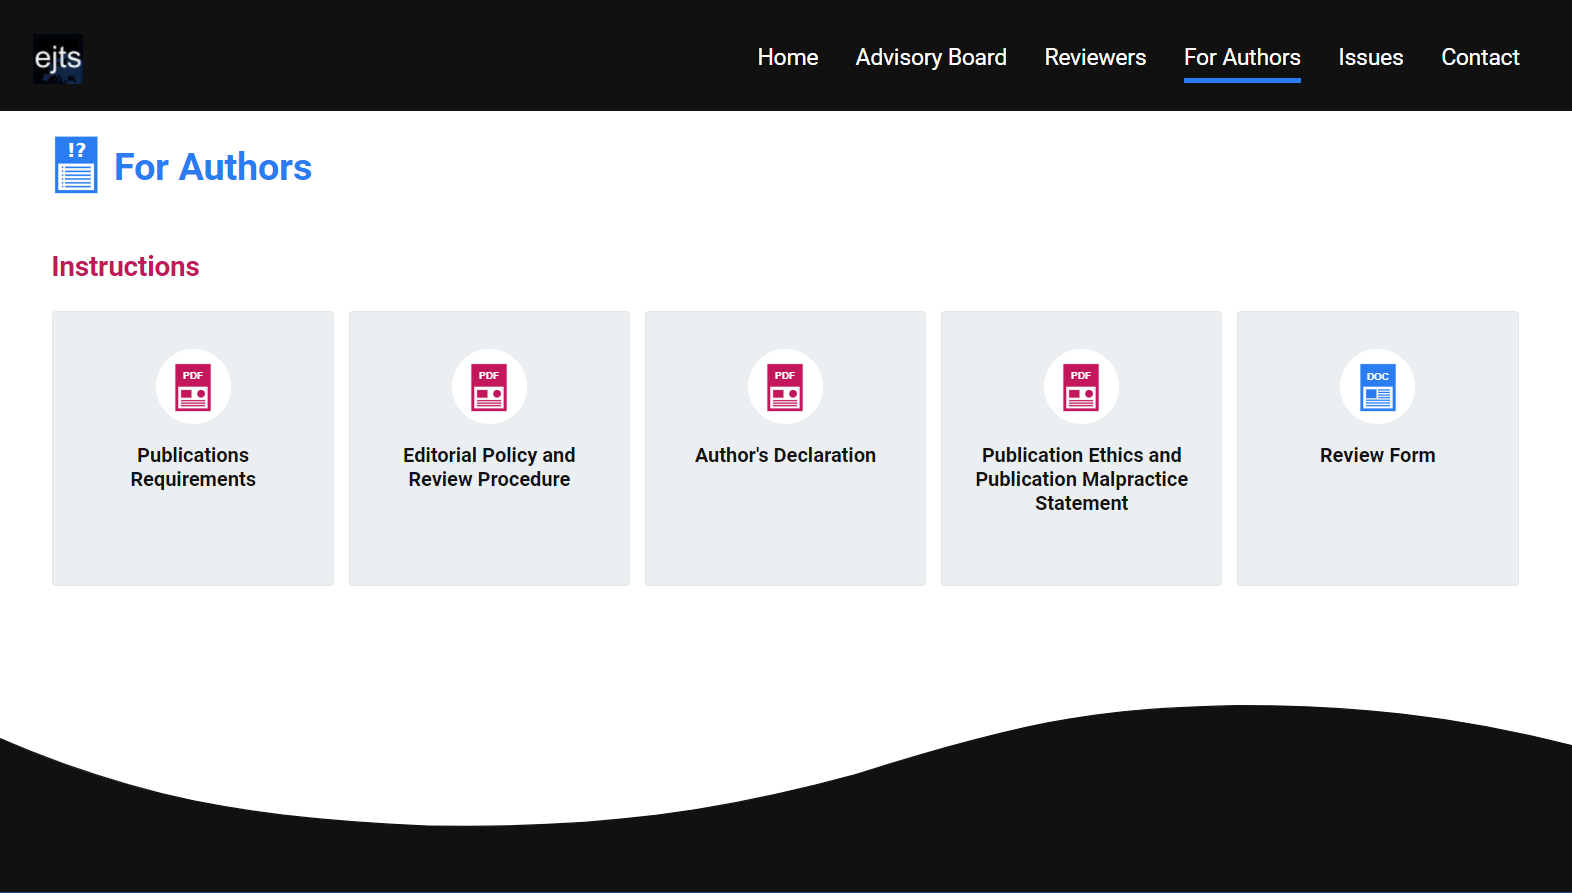 ejts
Home Advisory Board Reviewers For Authors Issues Contact
!?
For Authors
Instructions
PDF
Publications
Requirements
PDF
Editorial Policy and
Review Procedure
PDF
Author's Declaration
PDF
Publication Ethics and
Publication Malpractice
Statement
DOC
Review Form